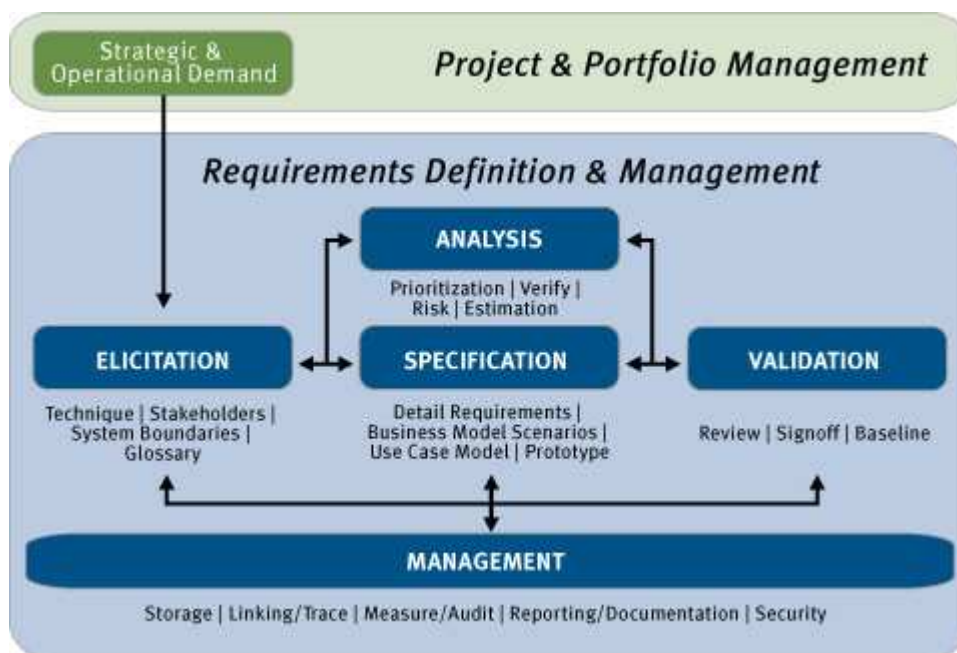 Strategic &
Operational Demand
Project & Portfolio Management
Requirements Definition & Management
ANALYSIS
Prioritization | Verify |
Risk | Estimation
ELICITATION
SPECIFICATION
VALIDATION
Technique | Stakeholders |
System Boundaries |
Glossary
Detail Requirements |
Business Model Scenarios |
Use Case Model | Prototype
Review | Signoff | Baseline
MANAGEMENT
Storage | Linking/Trace | Measure/Audit | Reporting/Documentation | Security